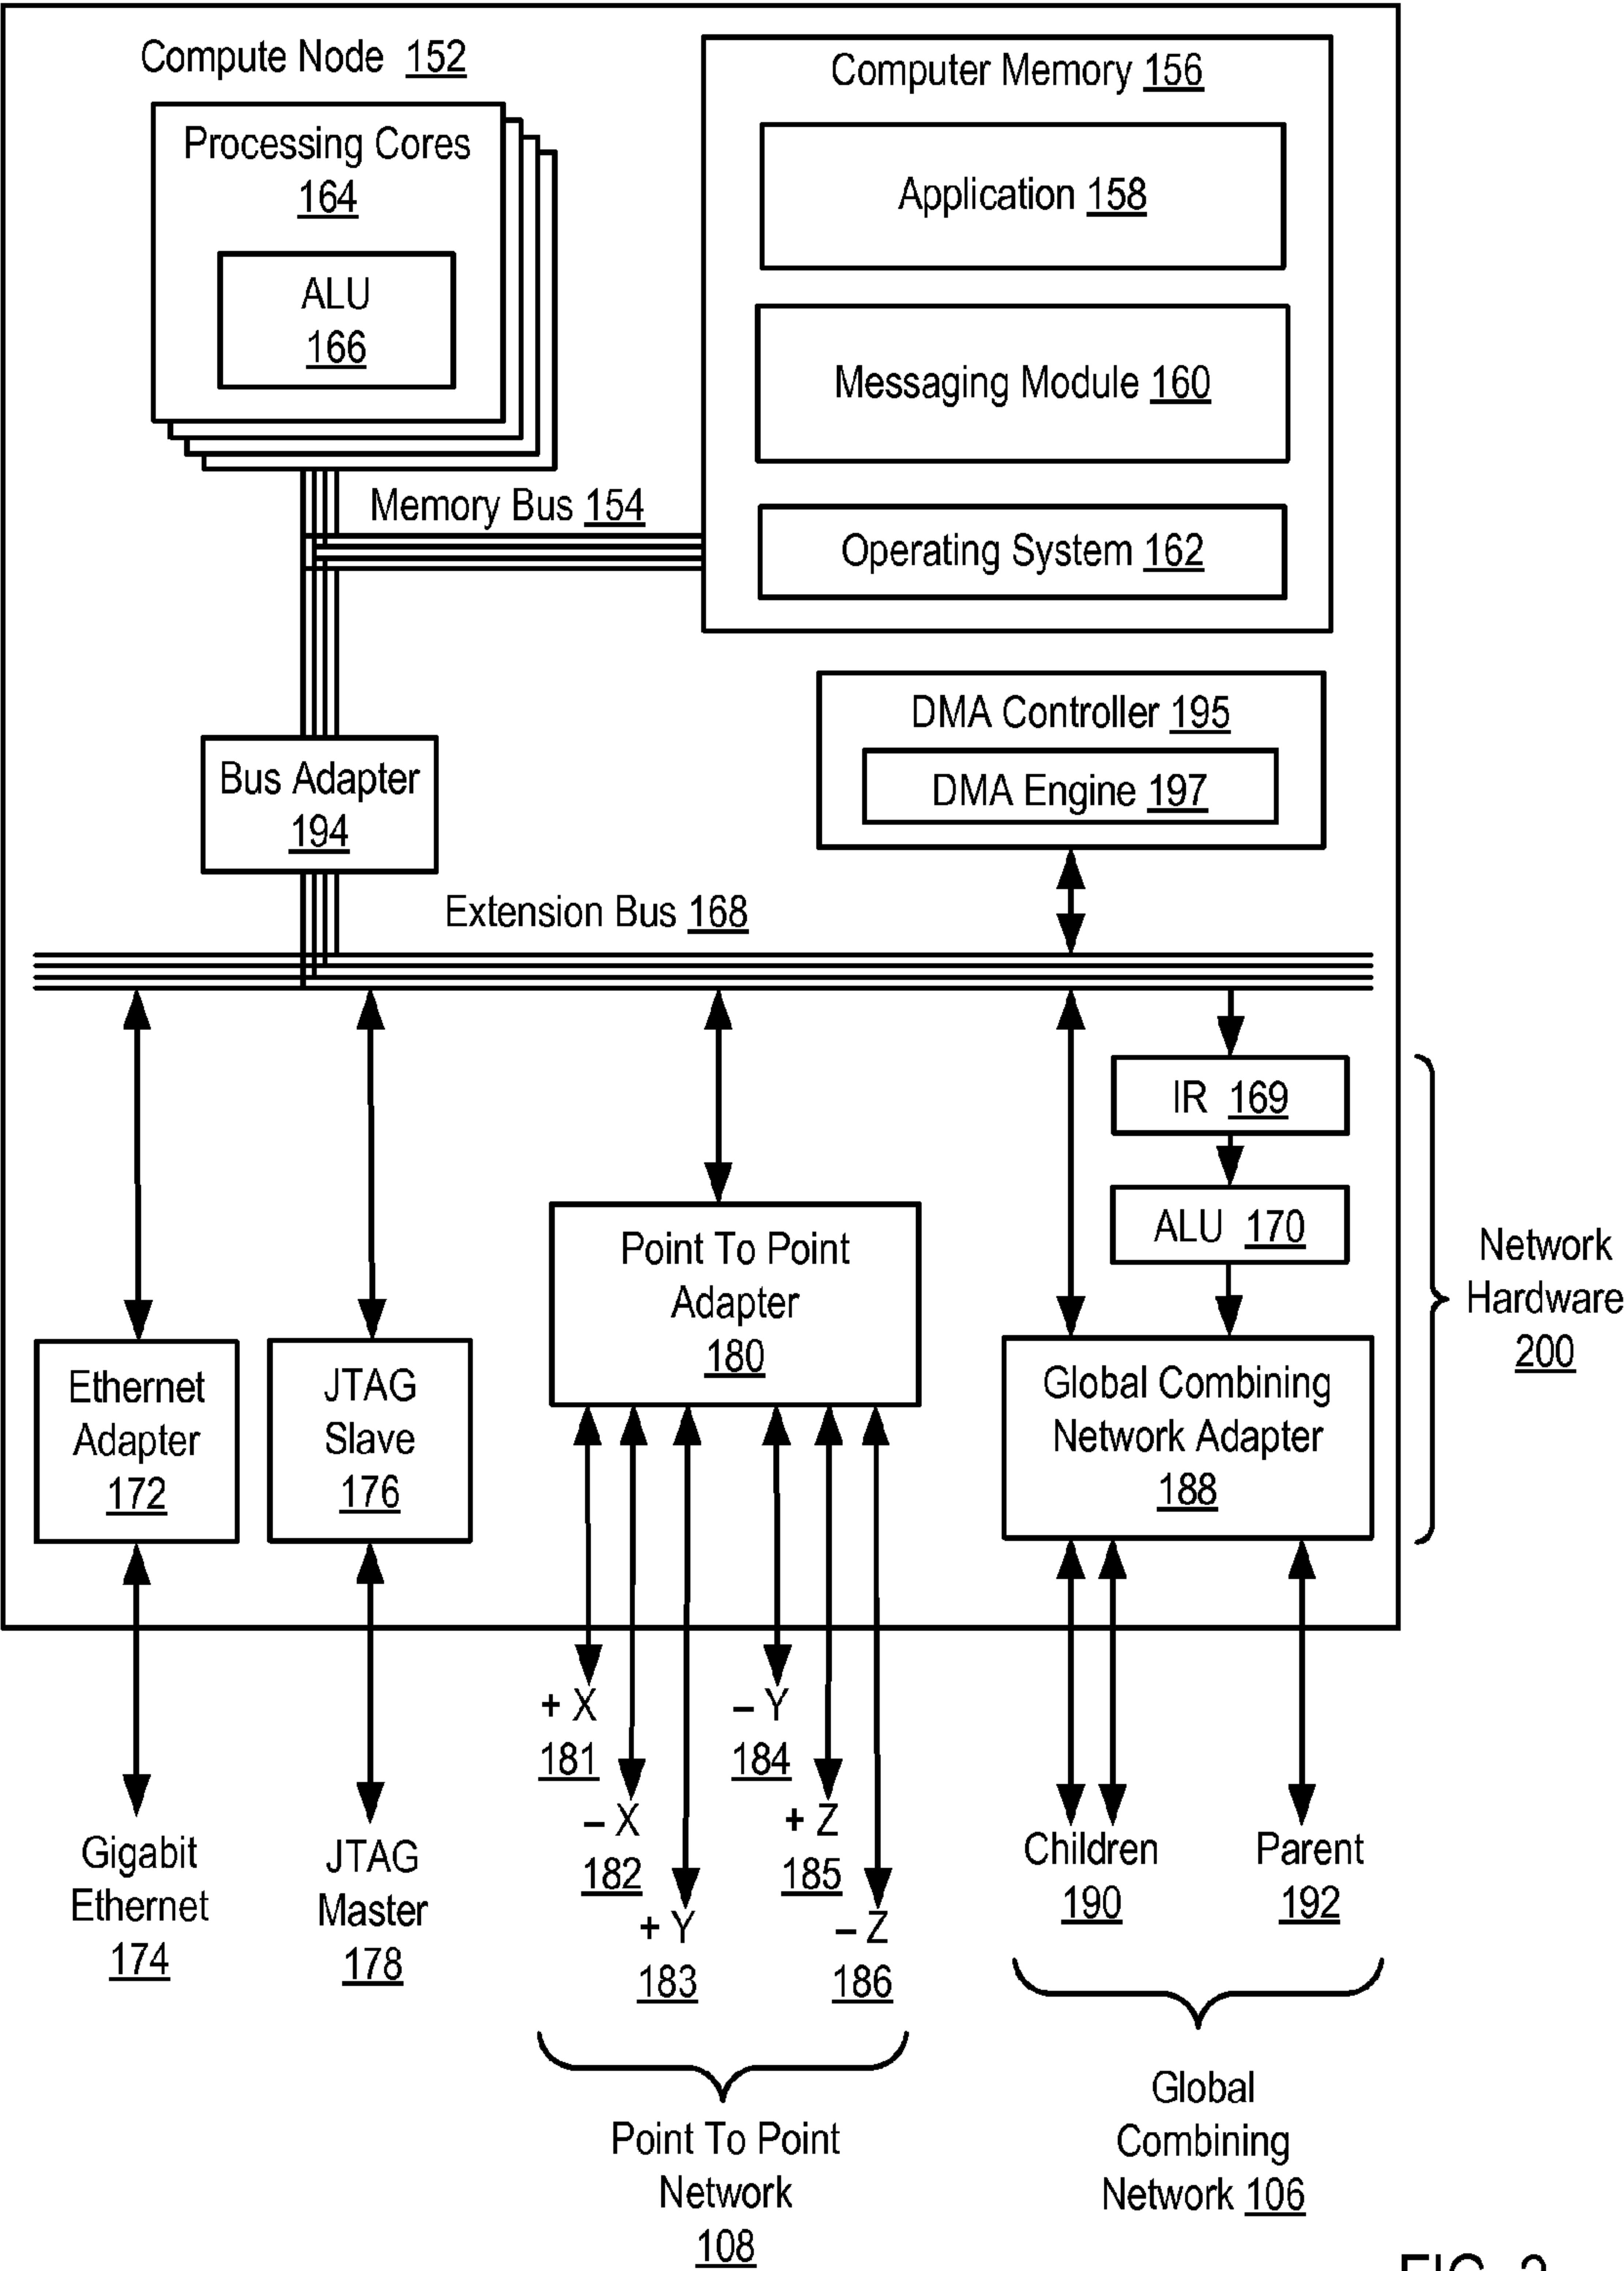 Compute Node 152
Processing Cores
164
ALU
166
Computer Memory 156
Application 158
Messaging Module 160
Operating System 162
Memory Bus 154
DMA Controller 195
DMA Engine 197
Bus Adapter
194
Extension Bus 168
IR 169
ALU 170
Network
Hardware
200
Point To Point
Adapter
180
Ethernet
Adapter
172
JTAG
Slave
176
Global Combining
Network Adapter
188
+ X
181
– X
182
+ Y
183
– Y
184
+ Z
185
– Z
186
Gigabit
Ethernet
174
JTAG
Master
178
Children
190
Parent
192
Point To Point
Network
108
Global
Combining
Network 106